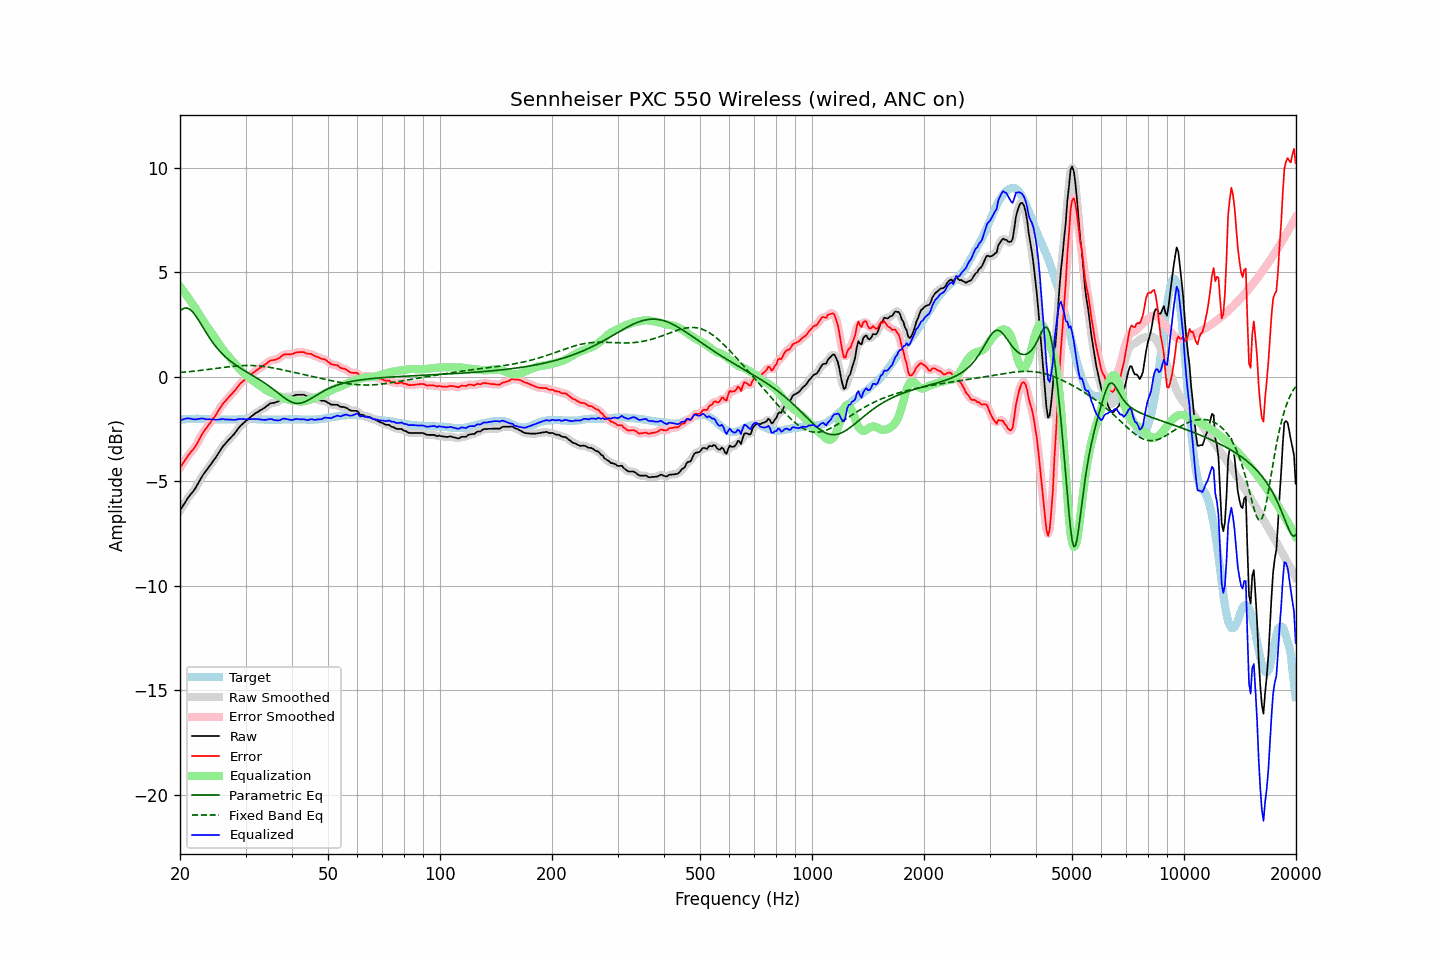 Sennheiser PXC 550 Wireless (wired, ANC on)
Amplitude (dBr)
10
5
0
−5
−10
−15
−20
Target
Raw Smoothed
Error Smoothed
Raw
Error
Equalization
Parametric Eq
Fixed Band Eq
Equalized
20 50 100 200 500 1000 2000 5000 10000 20000
Frequency (Hz)